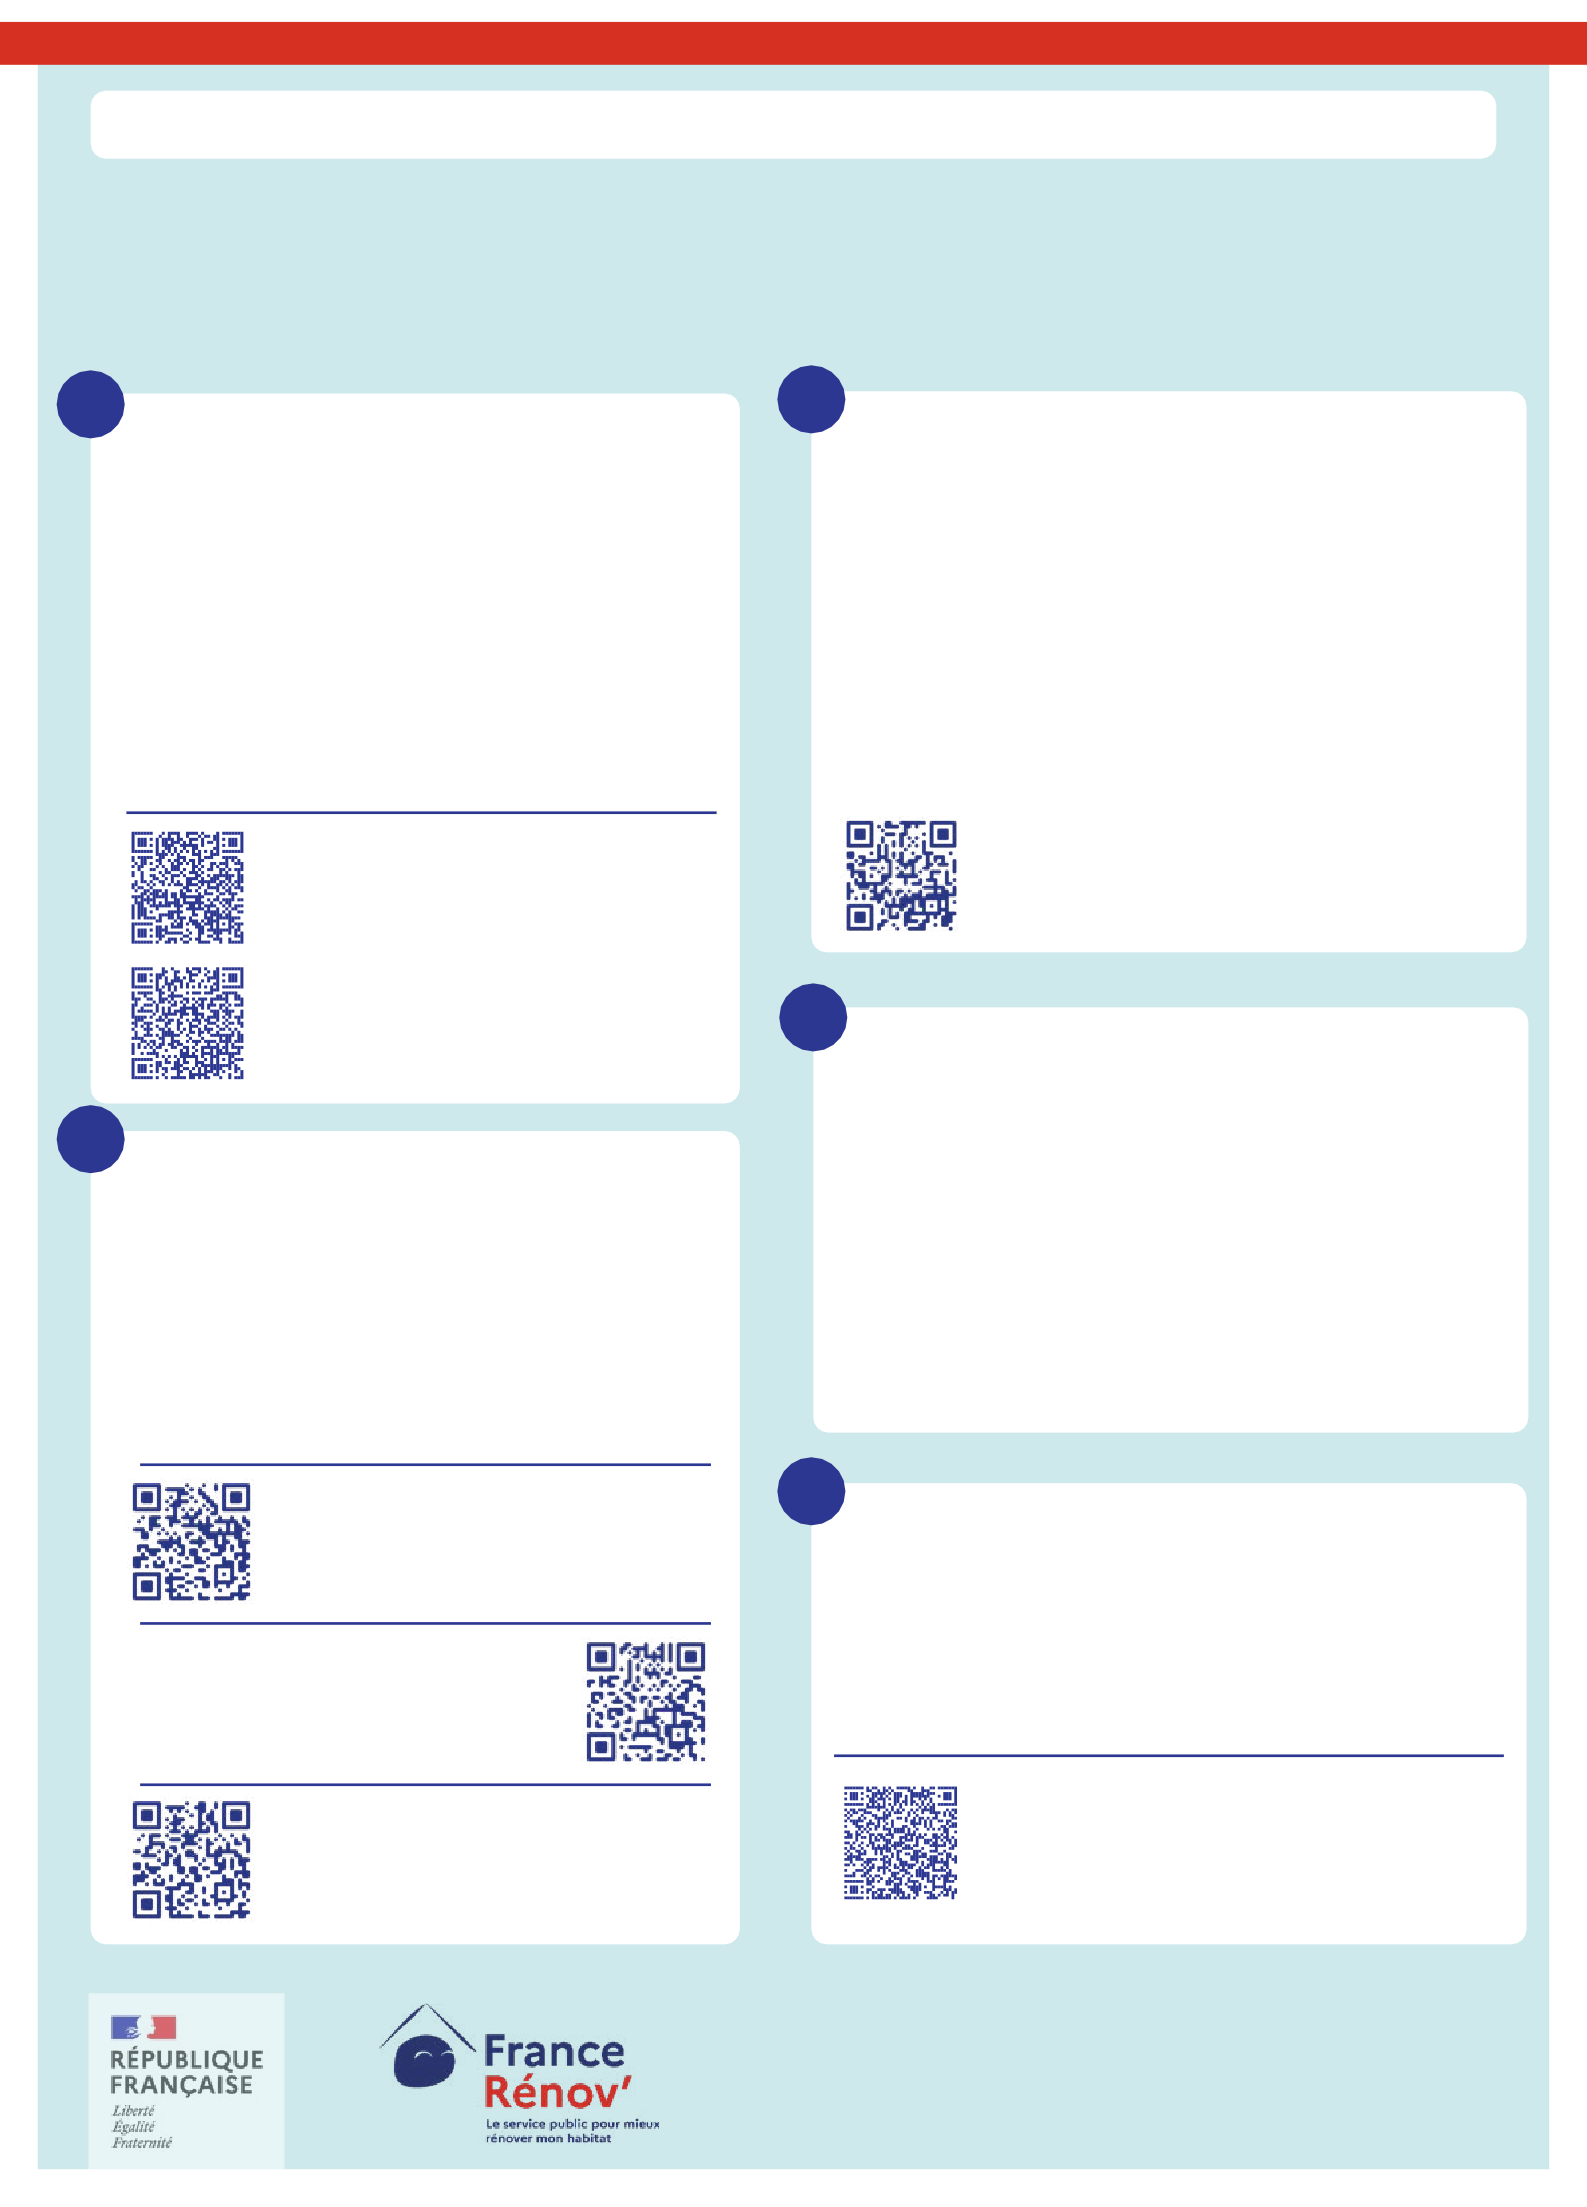 RÉPUBLIQUE
FRANÇAISE
Liberté
Égalité
Fraternité
France
Rénov'
Le service public pour mieux
rénover mon habitat